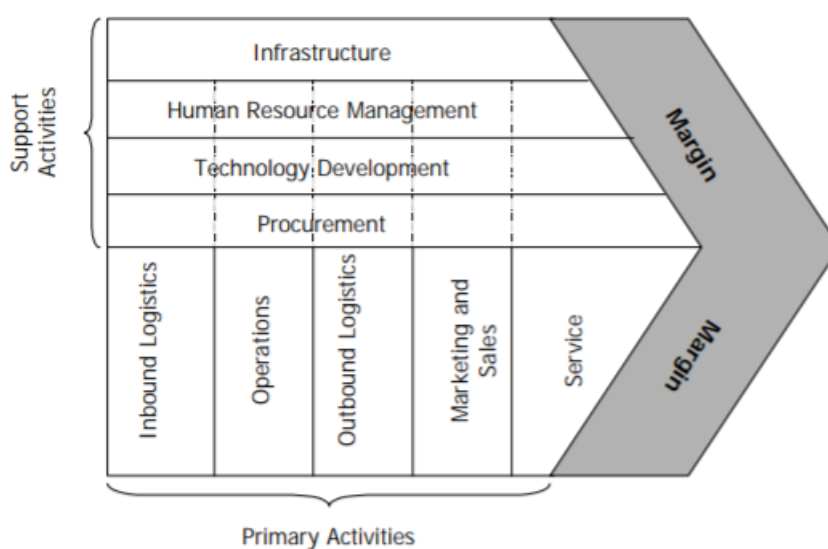 Support
Activities
Infrastructure
Human Resource Management
Technology Development
Procurement
Inbound Logistics
Operations
Outbound Logistics
Marketing and
Sales
Service
Margin
Margin
Primary Activities